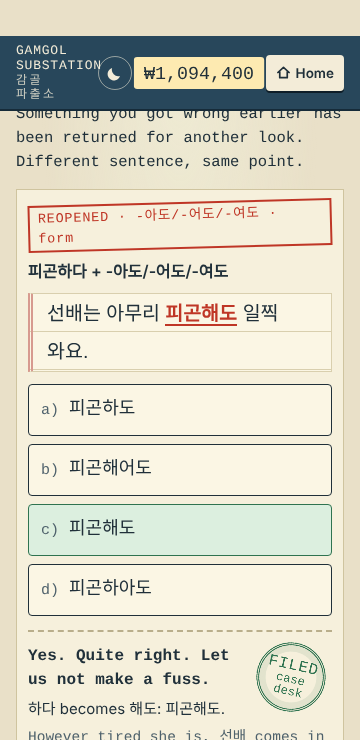 GAMGOL
SUBSTATION
감골
파출소
₩1,094,400
Home
Something you got wrong earlier has
been returned for another look.
Different sentence, same point.
REOPENED · -아도/-어도/-여도 ·
form
피곤하다 + -아도/-어도/-여도
선배는 아무리 피곤해도 일찍
와요.
a) 피곤하도
b) 피곤해어도
c) 피곤해도
d) 피곤하아도
Yes. Quite right. Let
us not make a fuss.
FILED
case
desk
하다 becomes 해도: 피곤해도.
However tired she is, 선배 comes in